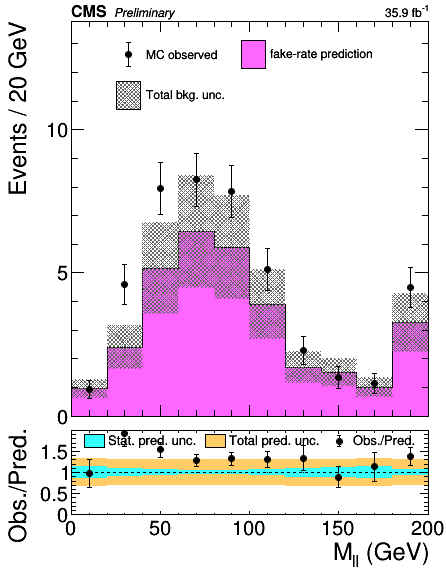 CMS Preliminary 35.9 fb-1
MC observed
fake-rate prediction
Total bkg. unc.
Events / 20 GeV
10
5
0
Stat. pred. unc.
Total pred. unc.
Obs./Pred.
Obs./Pred.
1.5
1
0.5
0
0 50 100 150 200
M_ll (GeV)